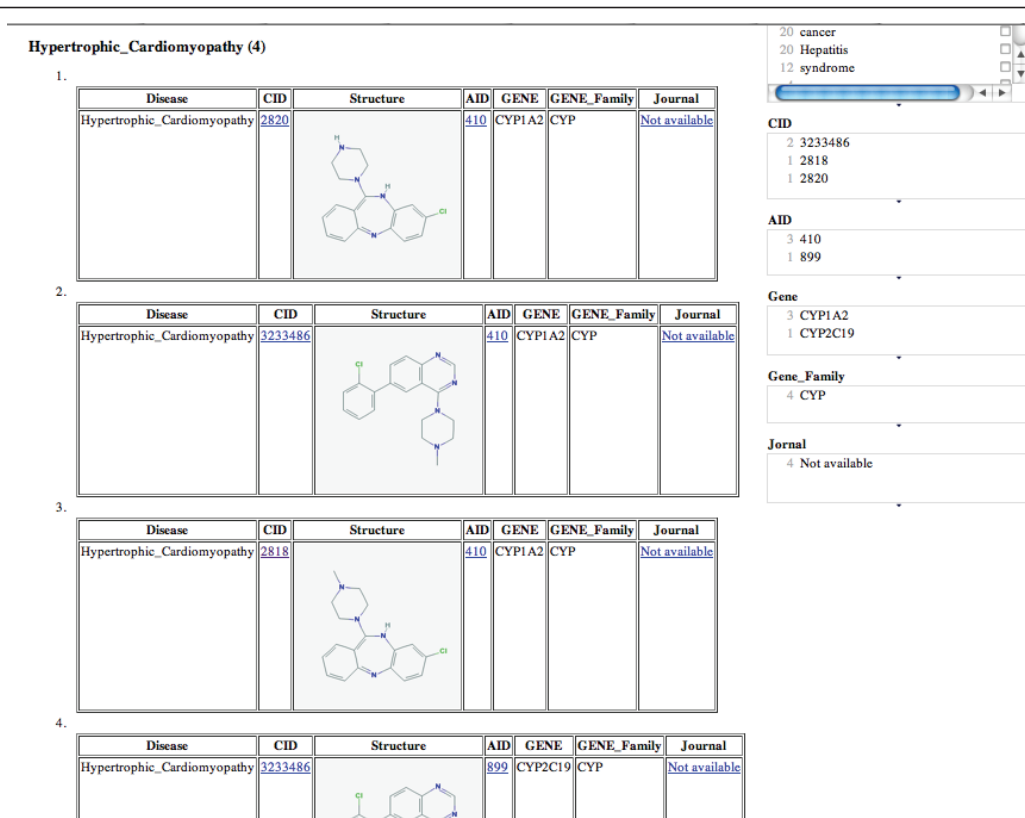 Hypertrophic_Cardiomyopathy (4)
1.
Disease CID Structure AID GENE GENE_Family Journal
Hypertrophic_Cardiomyopathy 2820 410 CYP1A2 CYP Not available
H
N
N
H
N
Cl
N
2.
Disease CID Structure AID GENE GENE_Family Journal
Hypertrophic_Cardiomyopathy 3233486 410 CYP1A2 CYP Not available
N
Cl
N
N
N
3.
Disease CID Structure AID GENE GENE_Family Journal
Hypertrophic_Cardiomyopathy 2818 410 CYP1A2 CYP Not available
N
N
H
N
Cl
N
4.
Disease CID Structure AID GENE GENE_Family Journal
Hypertrophic_Cardiomyopathy 3233486 899 CYP2C19 CYP Not available
N
Cl
N
20 cancer
20 Hepatitis
12 syndrome
CID
2 3233486
1 2818
1 2820
AID
3 410
1 899
Gene
3 CYP1A2
1 CYP2C19
Gene_Family
4 CYP
Jornal
4 Not available